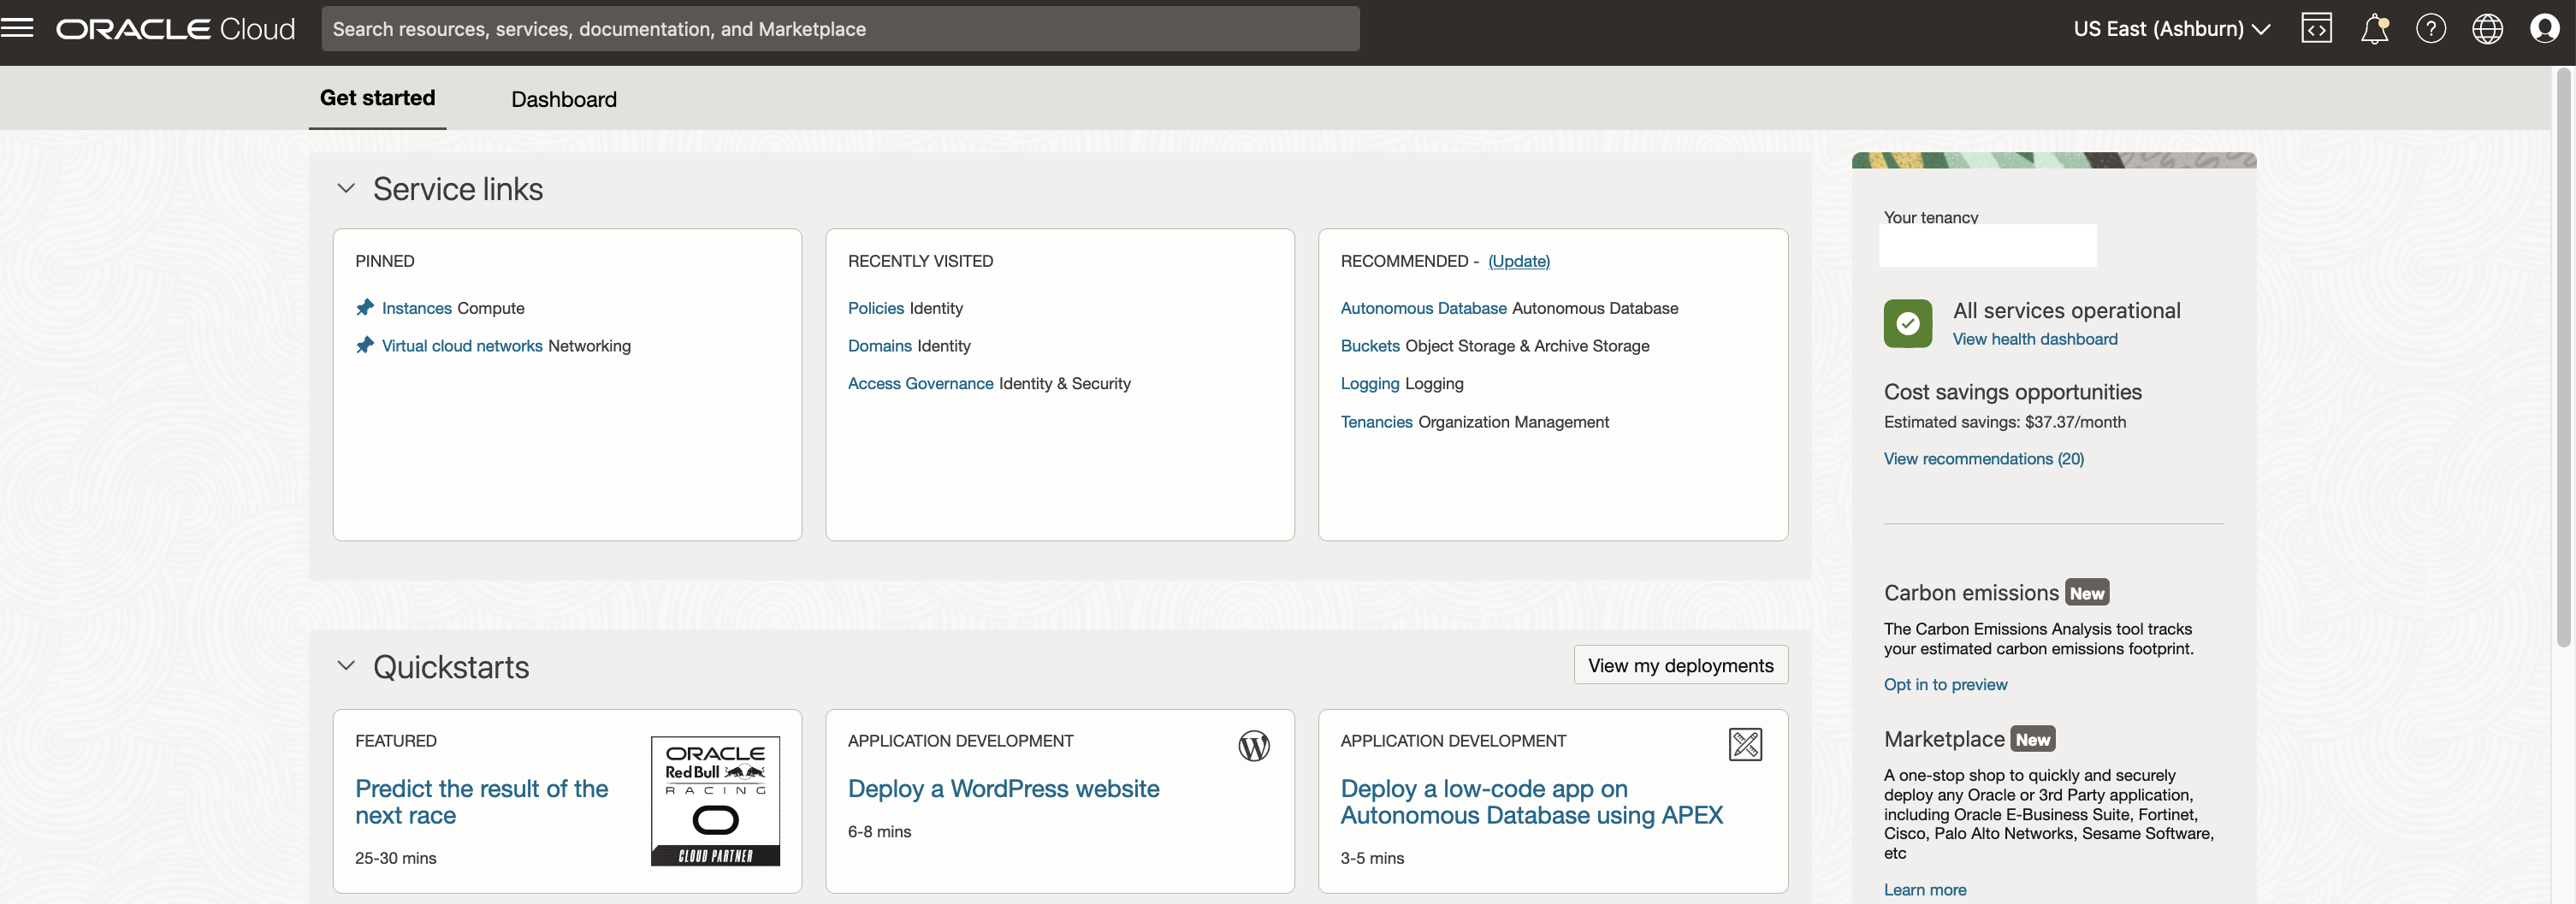 ORACLE Cloud
Search resources, services, documentation, and Marketplace
US East (Ashburn)
Get started
Dashboard
Service links
PINNED
Instances Compute
Virtual cloud networks Networking
RECENTLY VISITED
Policies Identity
Domains Identity
Access Governance Identity & Security
RECOMMENDED - (Update)
Autonomous Database Autonomous Database
Buckets Object Storage & Archive Storage
Logging Logging
Tenancies Organization Management
Quickstarts
View my deployments
FEATURED
Predict the result of the
next race
25-30 mins
ORACLE
Red Bull
RACING
CLOUD PARTNER
APPLICATION DEVELOPMENT
Deploy a WordPress website
6-8 mins
APPLICATION DEVELOPMENT
Deploy a low-code app on
Autonomous Database using APEX
3-5 mins
Your tenancy
All services operational
View health dashboard
Cost savings opportunities
Estimated savings: $37.37/month
View recommendations (20)
Carbon emissions New
The Carbon Emissions Analysis tool tracks
your estimated carbon emissions footprint.
Opt in to preview
Marketplace New
A one-stop shop to quickly and securely
deploy any Oracle or 3rd Party application,
including Oracle E-Business Suite, Fortinet,
Cisco, Palo Alto Networks, Sesame Software,
etc
Learn more